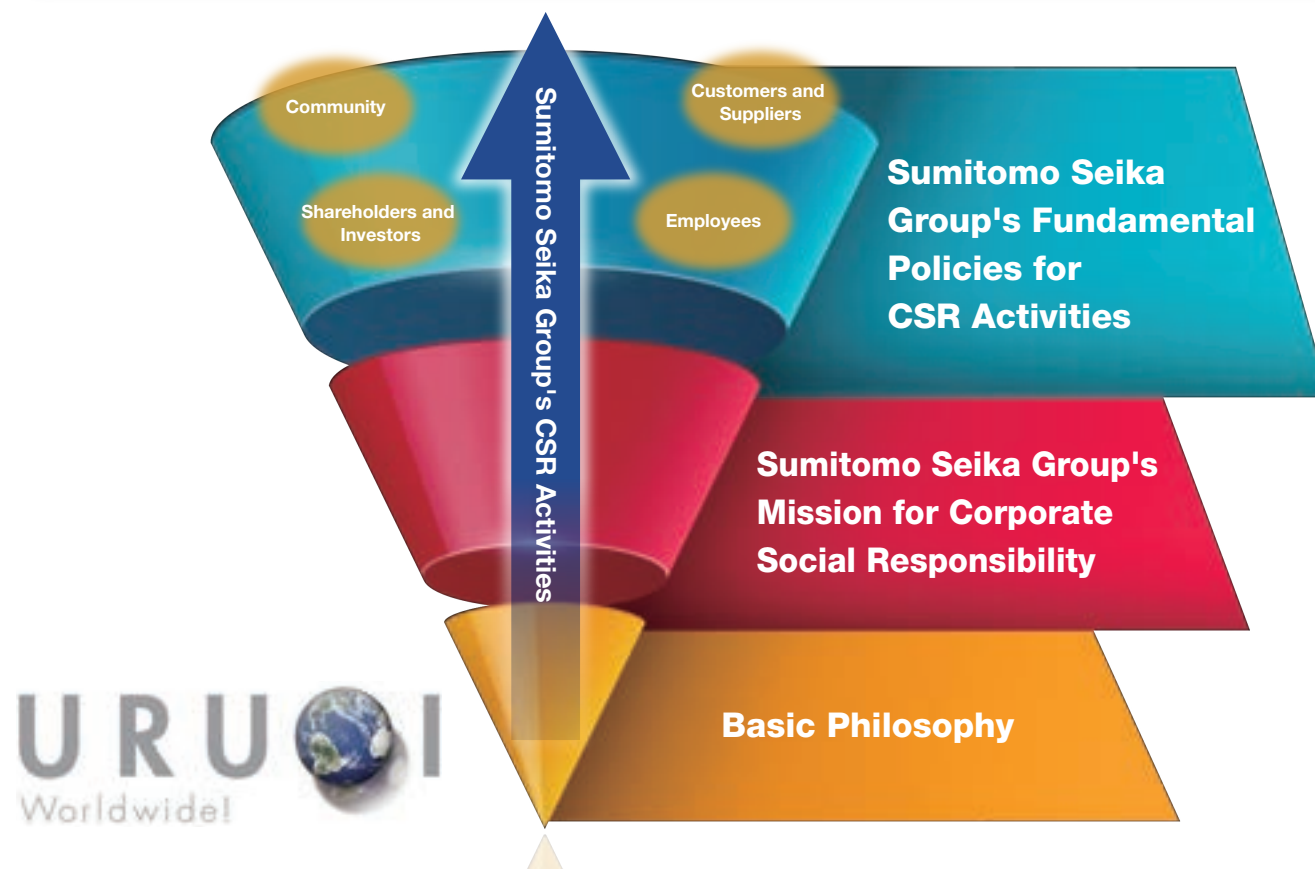 Community
Customers and
Suppliers
Shareholders and
Investors
Employees
Sumitomo Seika Group's CSR Activities
Sumitomo Seika
Group's Fundamental
Policies for
CSR Activities
Sumitomo Seika Group's
Mission for Corporate
Social Responsibility
Basic Philosophy
URUOI
Worldwide!